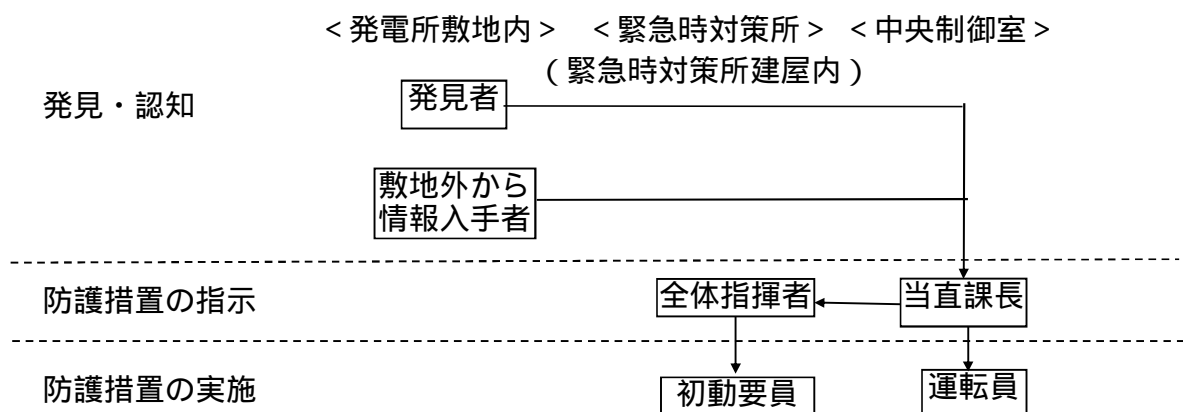 ＜発電所敷地内＞　＜緊急時対策所＞　＜中央制御室＞
（緊急時対策所建屋内）
発見・認知
発見者
敷地外から
情報入手者
防護措置の指示
全体指揮者
当直課長
防護措置の実施
初動要員
運転員